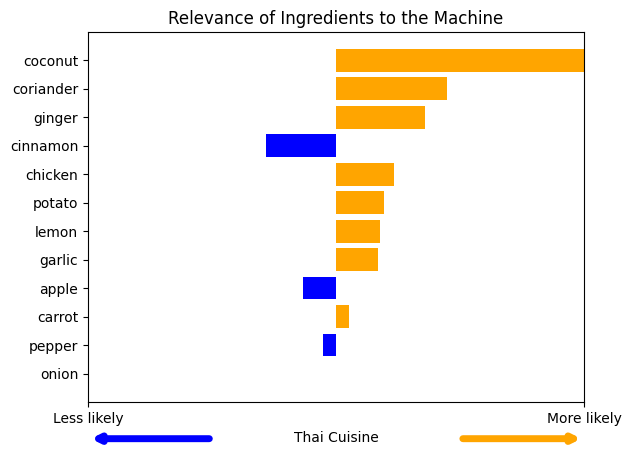 Relevance of Ingredients to the Machine
coconut
coriander
ginger
cinnamon
chicken
potato
lemon
garlic
apple
carrot
pepper
onion
Less likely
More likely
Thai Cuisine